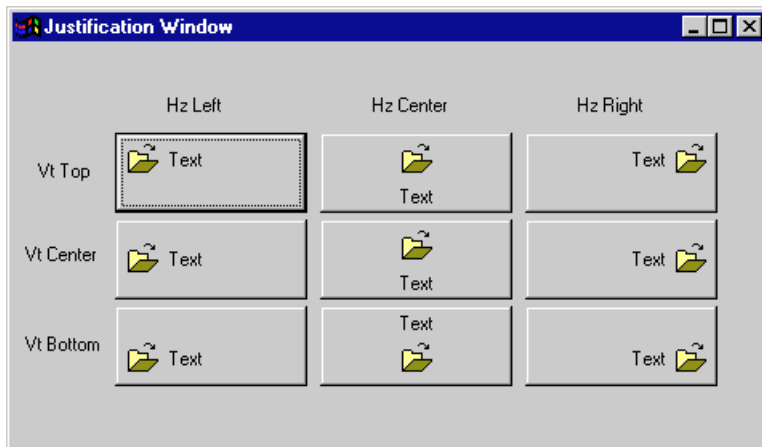 Justification Window
Hz Left Hz Center Hz Right
Vt Top Text Text Text
Vt Center Text Text Text
Vt Bottom Text Text Text